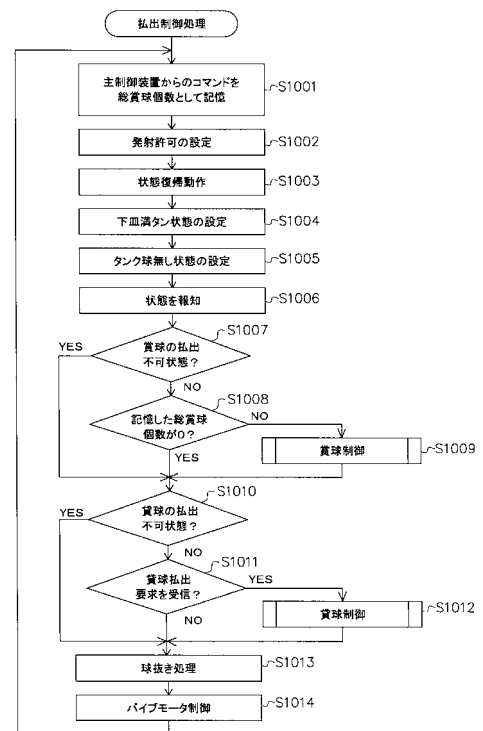 払出制御処理
主制御装置からのコマンドを
総賞球個数として記憶
S1001
発射許可の設定
S1002
状態復帰動作
S1003
下皿満タン状態の設定
S1004
タンク球無し状態の設定
S1005
状態を報知
S1006
S1007
YES
賞球の払出
不可状態？
NO
S1008
記憶した総賞球
個数が0？
NO
YES
賞球制御
S1009
S1010
YES
貸球の払出
不可状態？
NO
S1011
貸球払出
要求を受信？
YES
NO
貸球制御
S1012
球抜き処理
S1013
バイブモータ制御
S1014